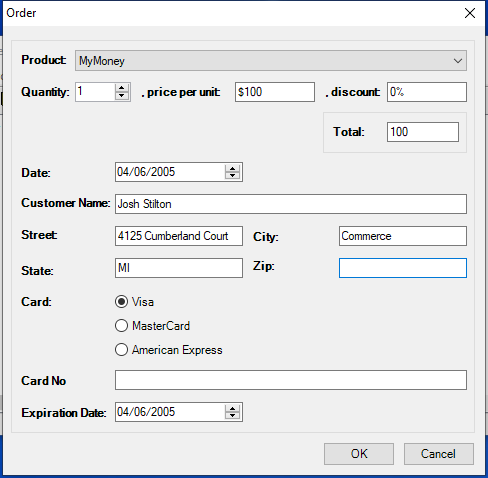 Order
Product: MyMoney
Quantity: 1 , price per unit: $100 , discount: 0%
Total: 100
Date: 04/06/2005
Customer Name: Josh Stilton
Street: 4125 Cumberland Court City: Commerce
State: MI Zip:
Card: Visa
MasterCard
American Express
Card No
Expiration Date: 04/06/2005
OK Cancel